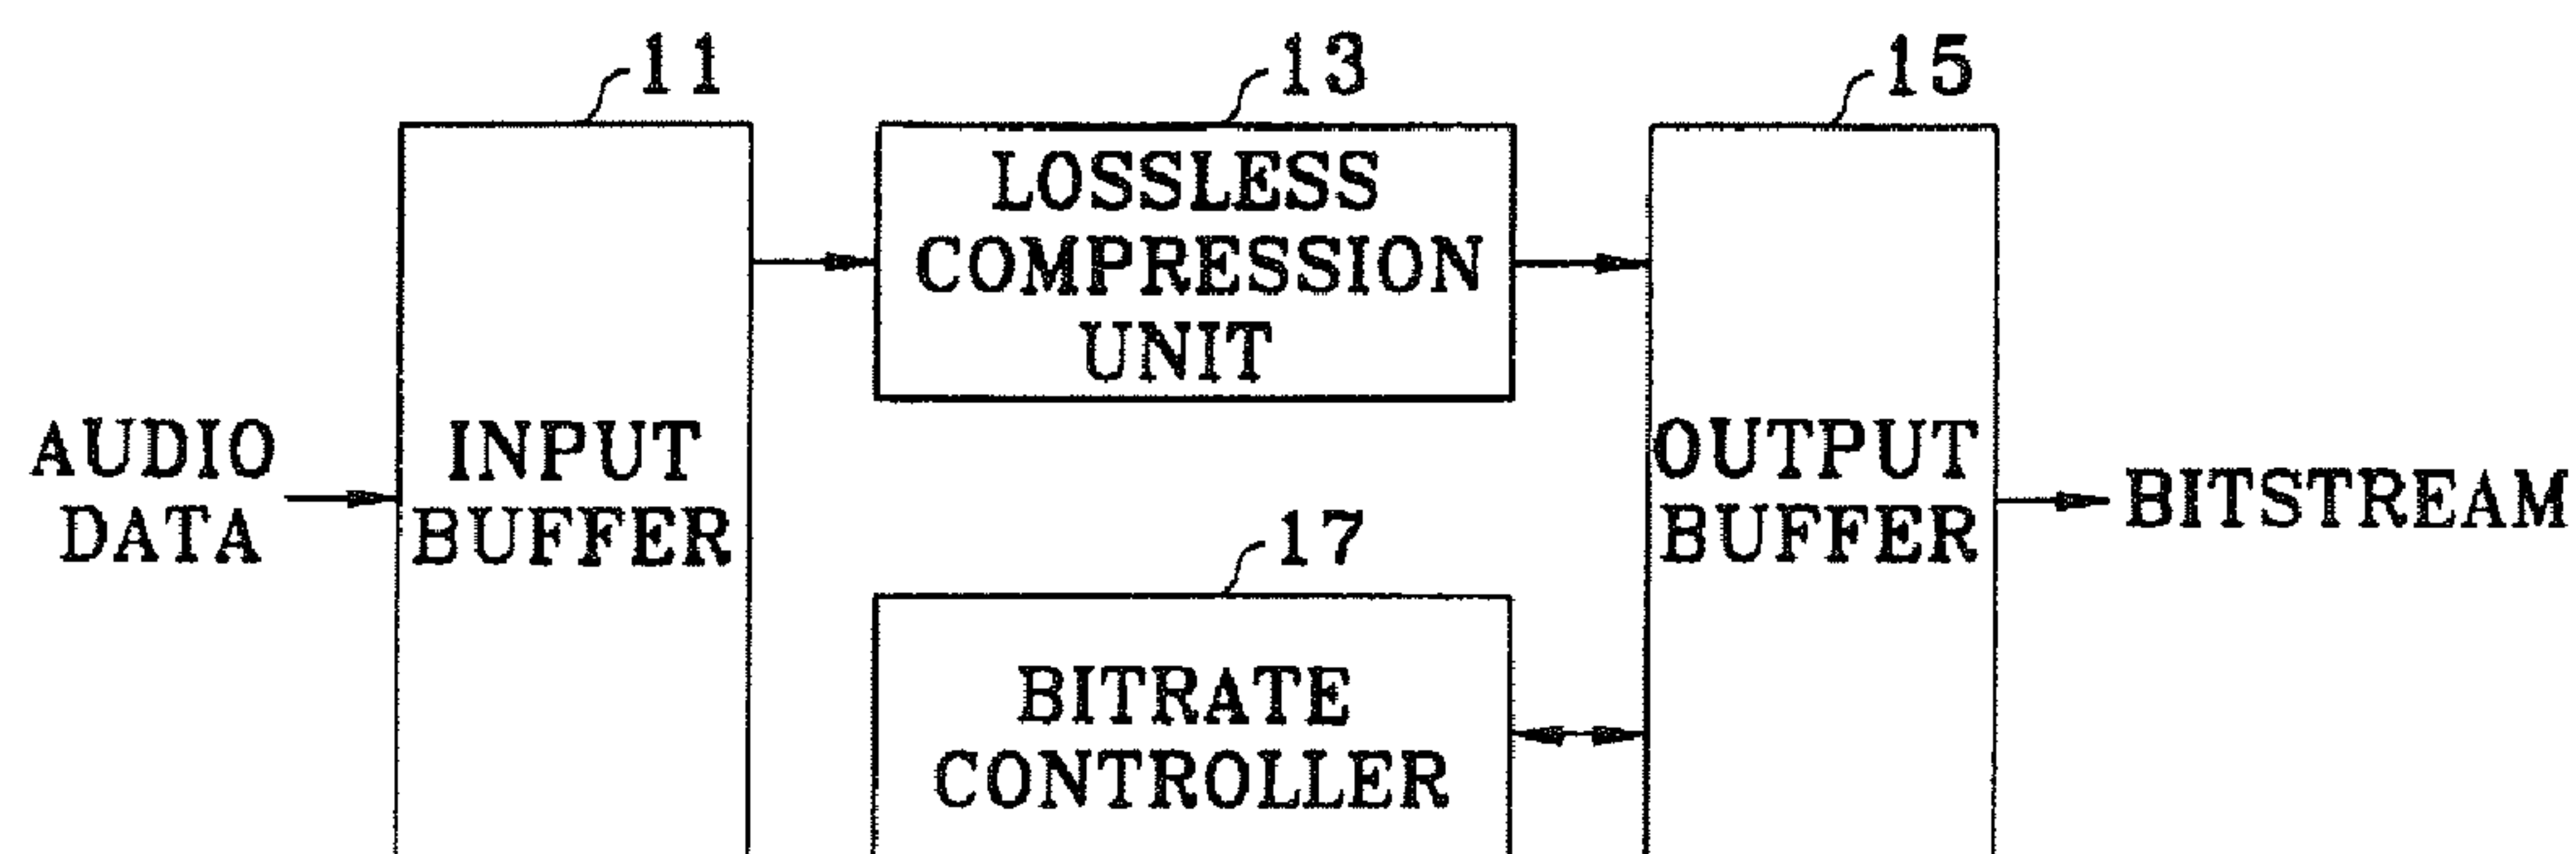 11
13
15
LOSSLESS
COMPRESSION
UNIT
AUDIO
DATA
INPUT
BUFFER
OUTPUT
BUFFER
BITSTREAM
17
BITRATE
CONTROLLER